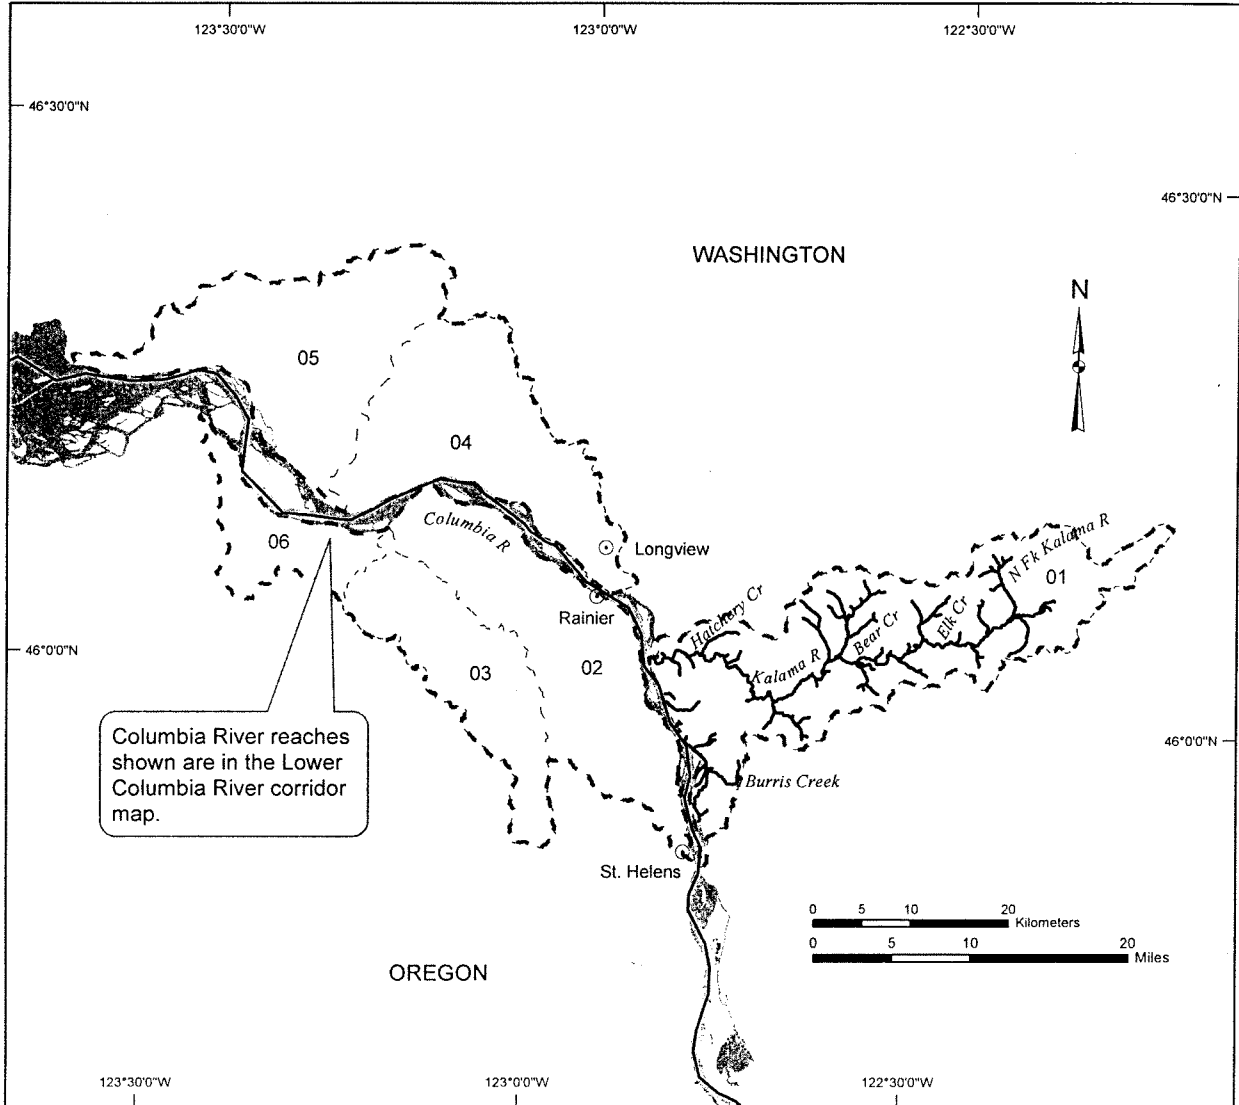 123°30'0"W
123°0'0"W
122°30'0"W
46°30'0"N
46°30'0"N
WASHINGTON
N
05
04
Columbia R
06
Longview
N Fk Kalama R
01
Hatchery Cr
Rainier
Bear Cr
Elk Cr
46°0'0"N
03
02
Kalama R
Columbia River reaches
shown are in the Lower
Columbia River corridor
map.
46°0'0"N
Burris Creek
St. Helens
0 5 10 20
Kilometers
0 5 10 20
Miles
OREGON
123°30'0"W
123°0'0"W
122°30'0"W